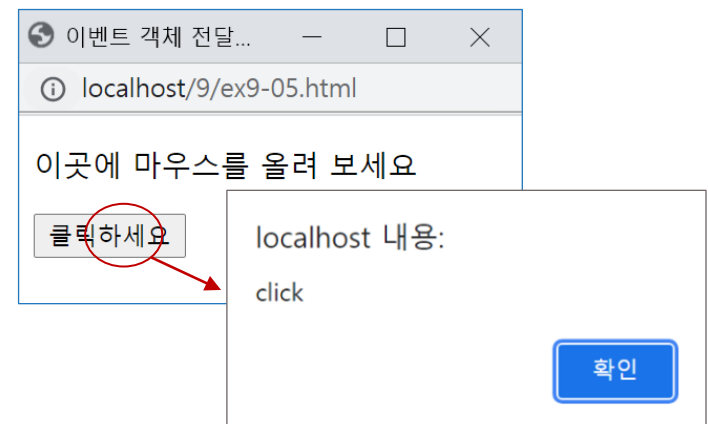 이벤트 객체 전달...
localhost/9/ex9-05.html
이곳에 마우스를 올려 보세요
클릭하세요
localhost 내용:
click
확인